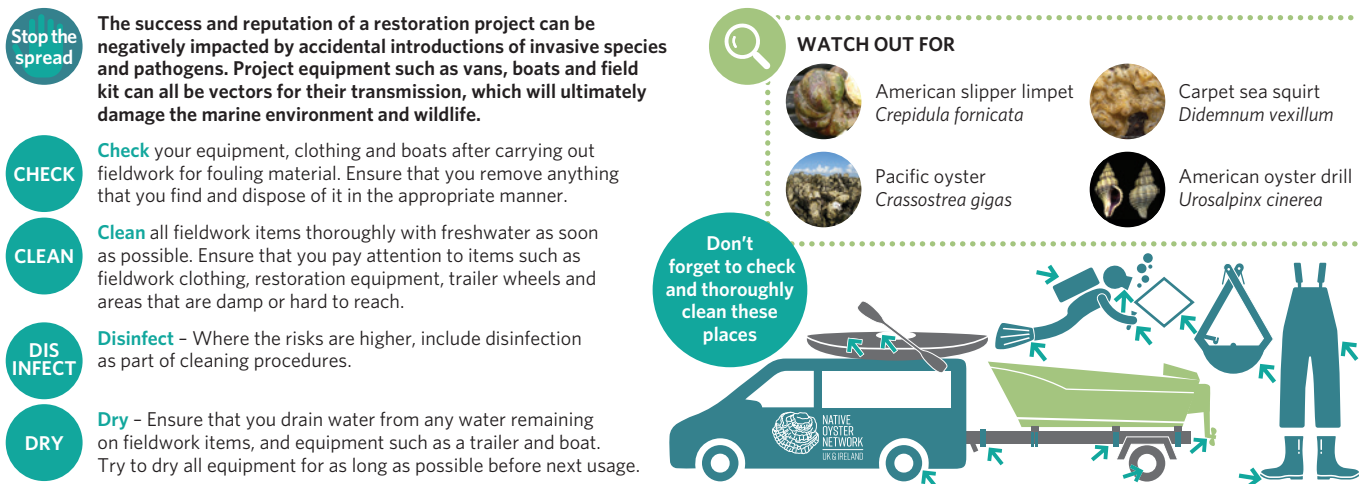 Stop the
spread
The success and reputation of a restoration project can be
negatively impacted by accidental introductions of invasive species
and pathogens. Project equipment such as vans, boats and field
kit can all be vectors for their transmission, which will ultimately
damage the marine environment and wildlife.
CHECK
Check your equipment, clothing and boats after carrying out
fieldwork for fouling material. Ensure that you remove anything
that you find and dispose of it in the appropriate manner.
CLEAN
Clean all fieldwork items thoroughly with freshwater as soon
as possible. Ensure that you pay attention to items such as
fieldwork clothing, restoration equipment, trailer wheels and
areas that are damp or hard to reach.
DIS
INFECT
Disinfect – Where the risks are higher, include disinfection
as part of cleaning procedures.
DRY
Dry – Ensure that you drain water from any water remaining
on fieldwork items, and equipment such as a trailer and boat.
Try to dry all equipment for as long as possible before next usage.
WATCH OUT FOR
American slipper limpet
Crepidula fornicata
Carpet sea squirt
Didemnum vexillum
Pacific oyster
Crassostrea gigas
American oyster drill
Urosalpinx cinerea
Don't
forget to check
and thoroughly
clean these
places
NATIVE
OYSTER
NETWORK
UK & IRELAND